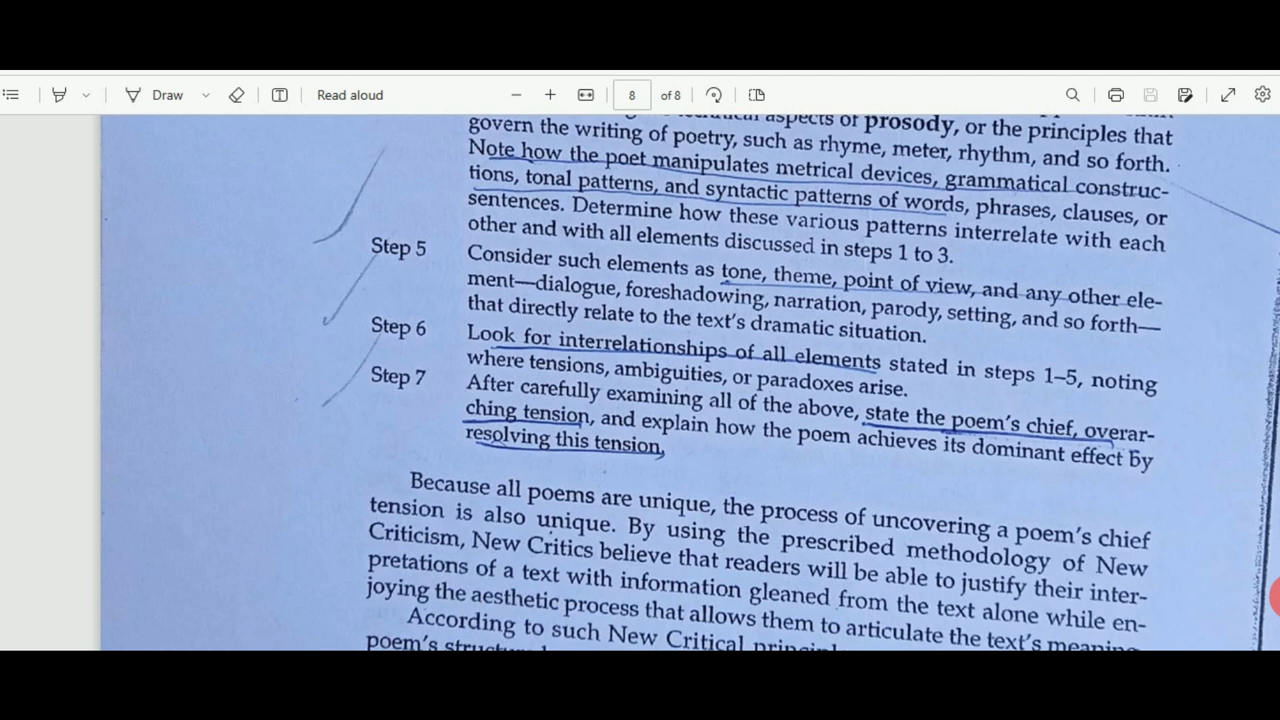 Draw
Read aloud
8
of 8
aspects of prosody, or the principles that
govern the writing of poetry, such as rhyme, meter, rhythm, and so forth.
Note how the poet manipulates metrical devices, grammatical construc-
tions, tonal patterns, and syntactic patterns of words, phrases, clauses, or
sentences. Determine how these various patterns interrelate with each
other and with all elements discussed in steps 1 to 3.
Step 5 Consider such elements as tone, theme, point of view, and any other ele-
ment—dialogue, foreshadowing, narration, parody, setting, and so forth—
that directly relate to the text's dramatic situation.
Step 6 Look for interrelationships of all elements stated in steps 1–5, noting
where tensions, ambiguities, or paradoxes arise.
Step 7 After carefully examining all of the above, state the poem's chief, overar-
ching tension, and explain how the poem achieves its dominant effect by
resolving this tension,
Because all poems are unique, the process of uncovering a poem's chief
tension is also unique. By using the prescribed methodology of New
Criticism, New Critics believe that readers will be able to justify their inter-
pretations of a text with information gleaned from the text alone while en-
joying the aesthetic process that allows them to articulate the text's meaning.
According to such New Critical
poem's